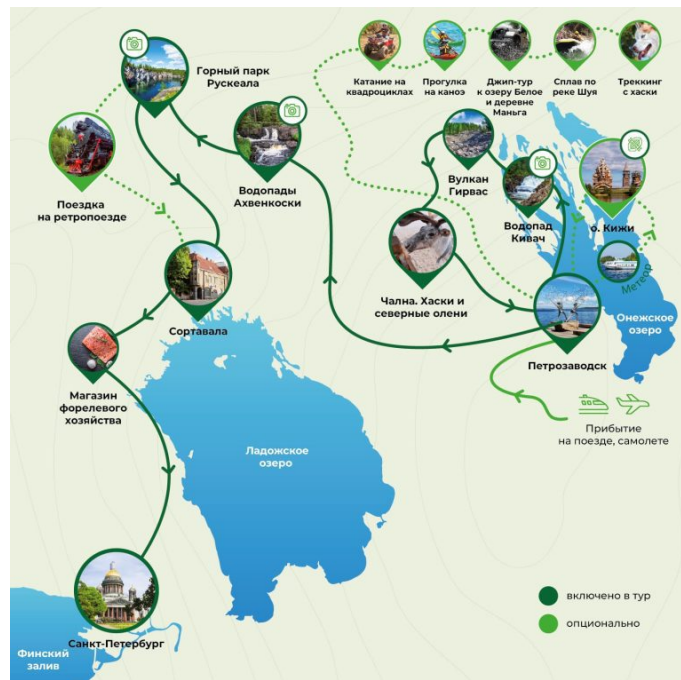 Катание на
квадроциклах
Прогулка
на каноэ
Джип-тур
к озеру Белое
и деревне
Маньга
Сплав по
реке Шуя
Треккинг
с хаски
Горный парк
Рускеала
Поездка
на ретропоезде
Водопады
Ахвенкоски
Вулкан
Гирвас
Водопад
Кивач
о. Кижи
Метеор
Чална. Хаски и
северные олени
Онежское
озеро
Петрозаводск
Сортавала
Магазин
форелевого
хозяйства
Прибытие
на поезде, самолете
Ладожское
озеро
Санкт-Петербург
Финский
залив
включено в тур
опционально